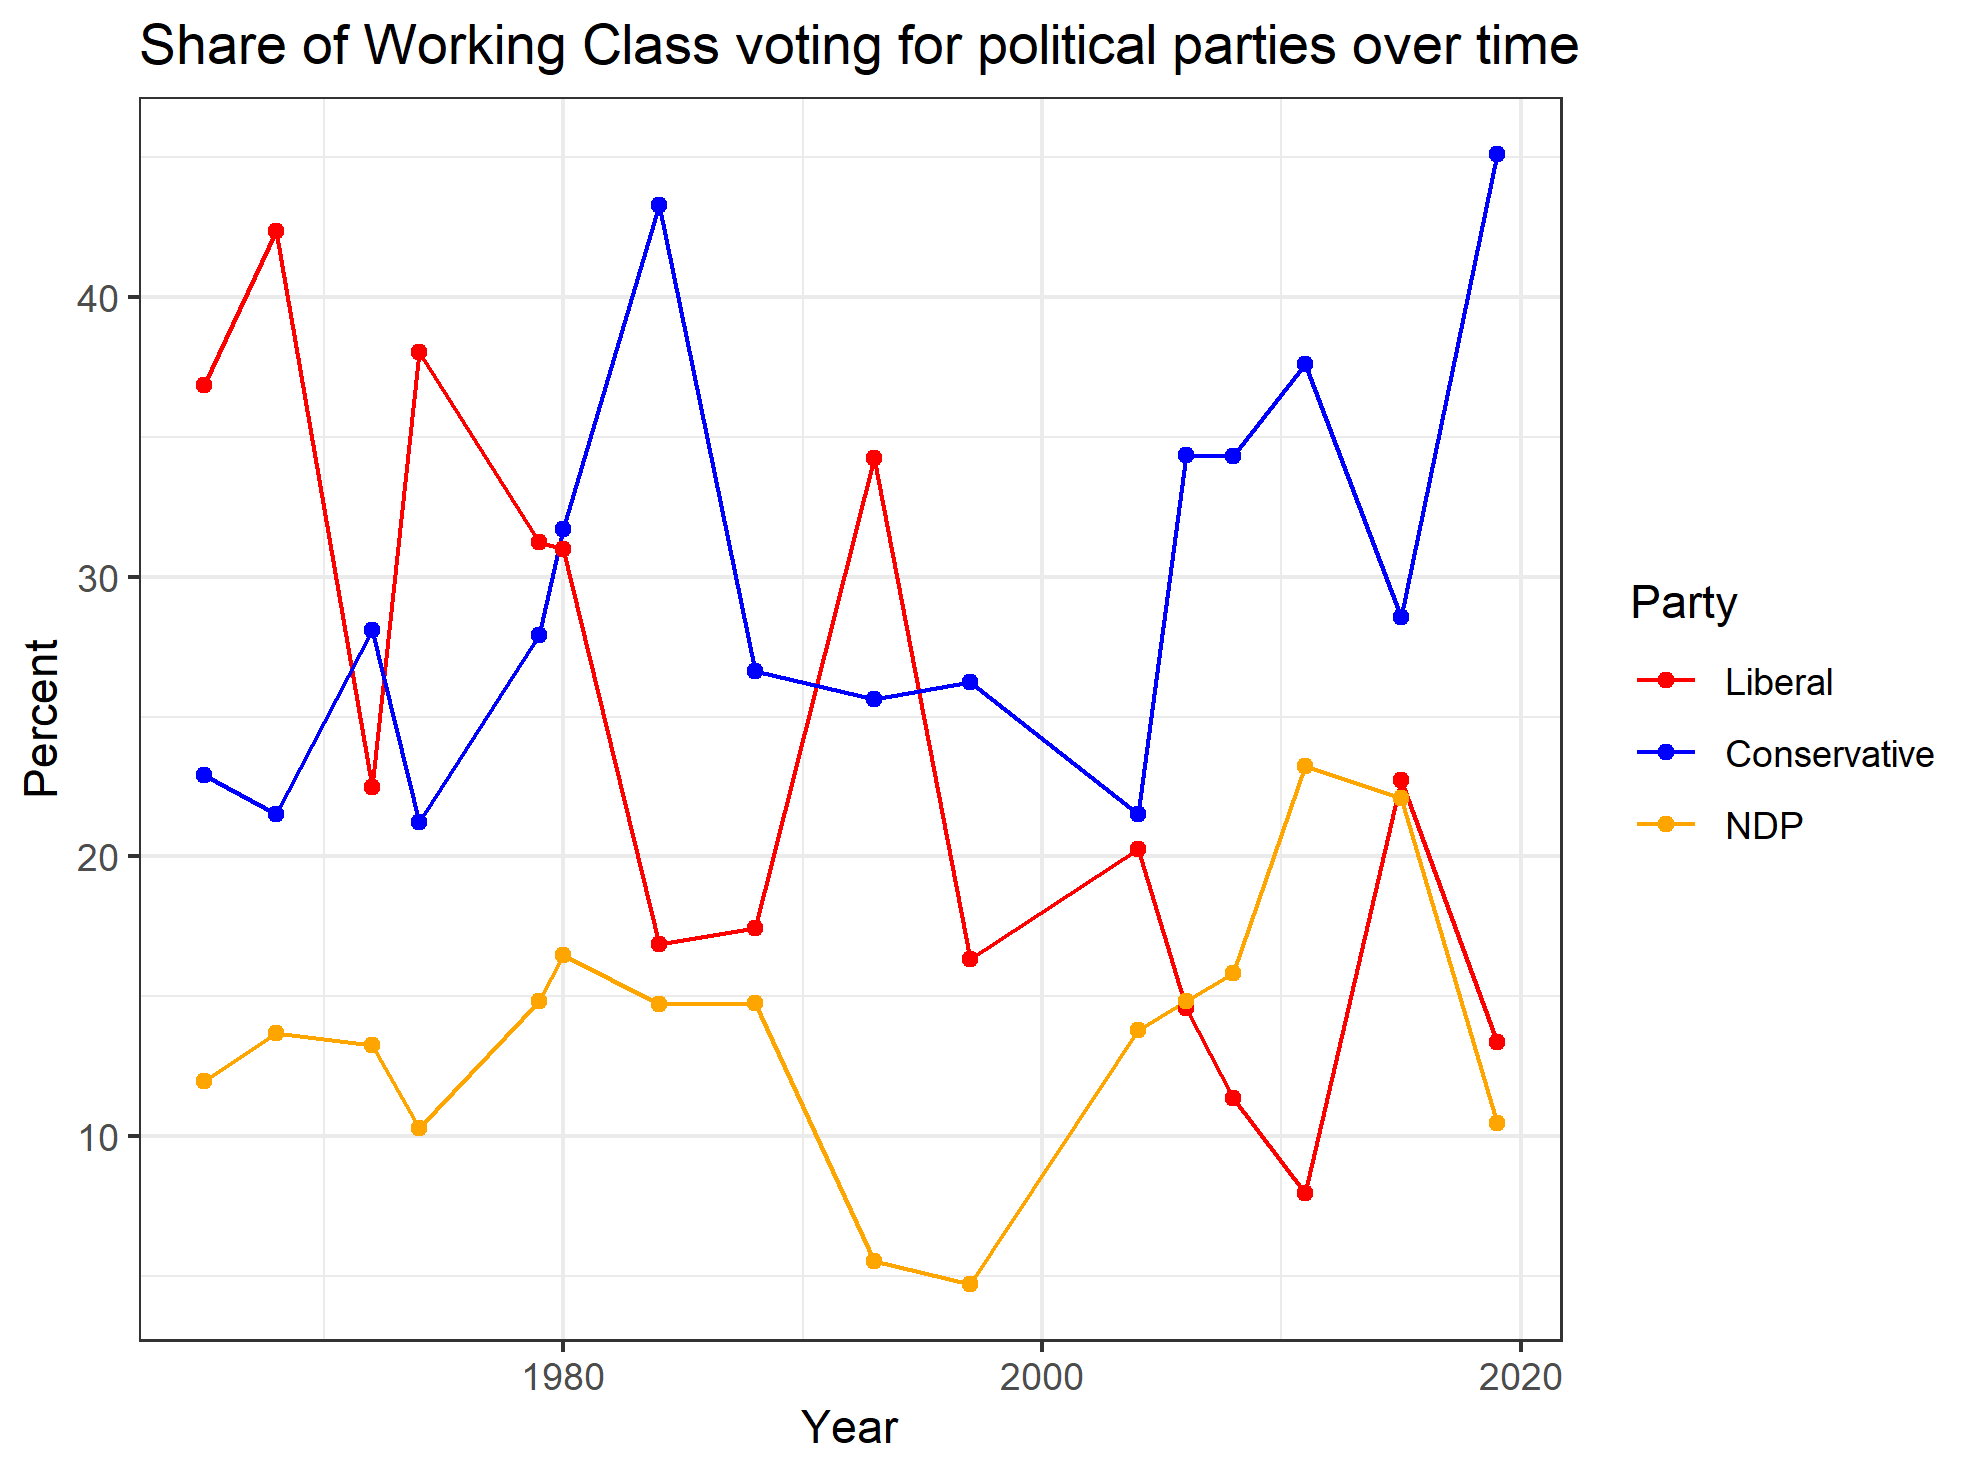 Share of Working Class voting for political parties over time
40
30
20
10
Percent
1980
2000
2020
Year
Party
Liberal
Conservative
NDP